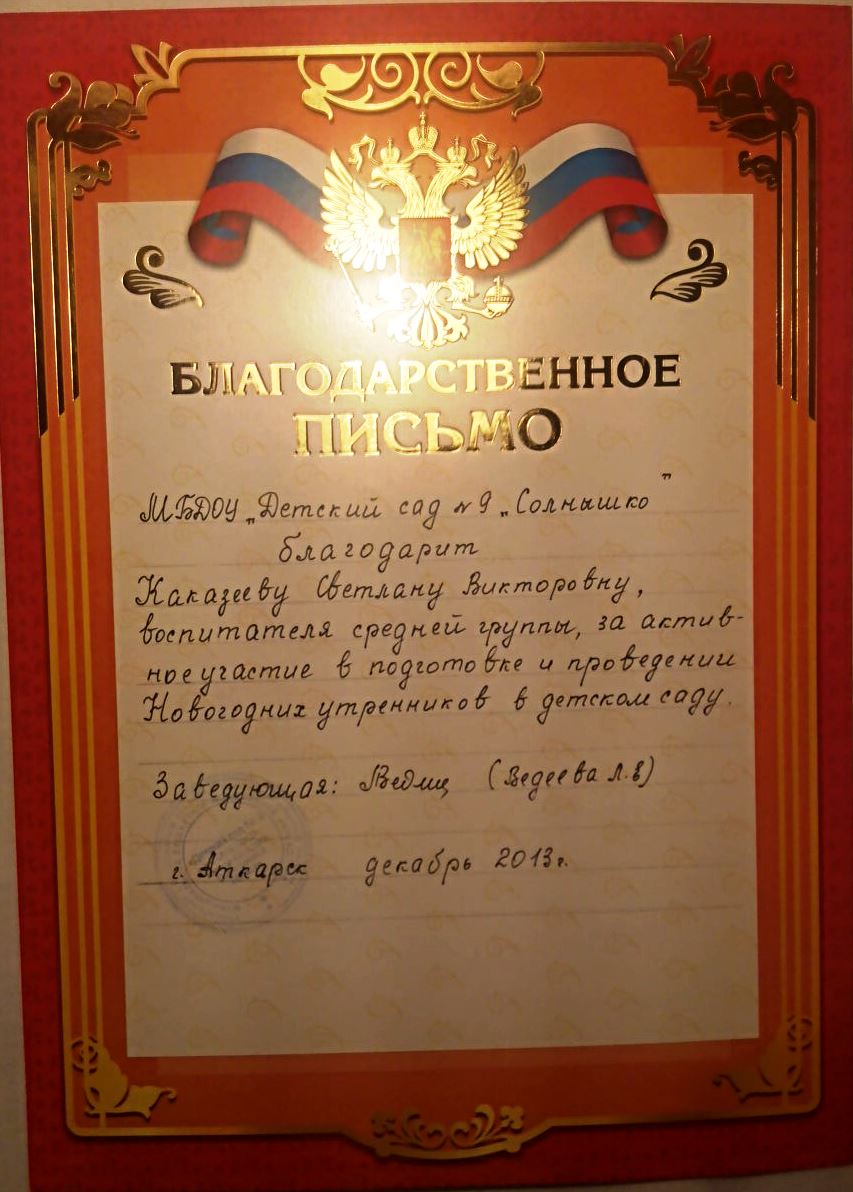 БЛАГОДАРСТВЕННОЕ
ПИСЬМО
МБДОУ „Детский сад №9 „Солнышко"
благодарит
Каказееву Светлану Викторовну,
воспитателя средней группы, за актив-
ное участие в подготовке и проведении
Новогодних утренников в детском саду.
Заведующая: (Ведеева Л.В)
г. Аткарск декабрь 2013г.